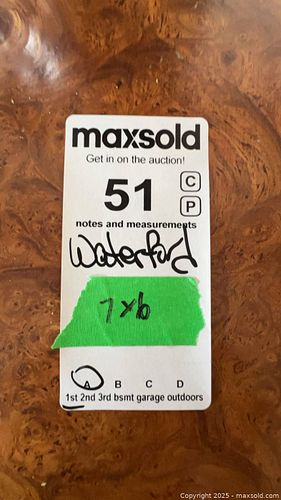 maxsold
Get in on the auction!
51
C
P
notes and measurements
Waterford
7x6
A B C D
1st 2nd 3rd bsmt garage outdoors
Copyright 2025 - maxsold.com